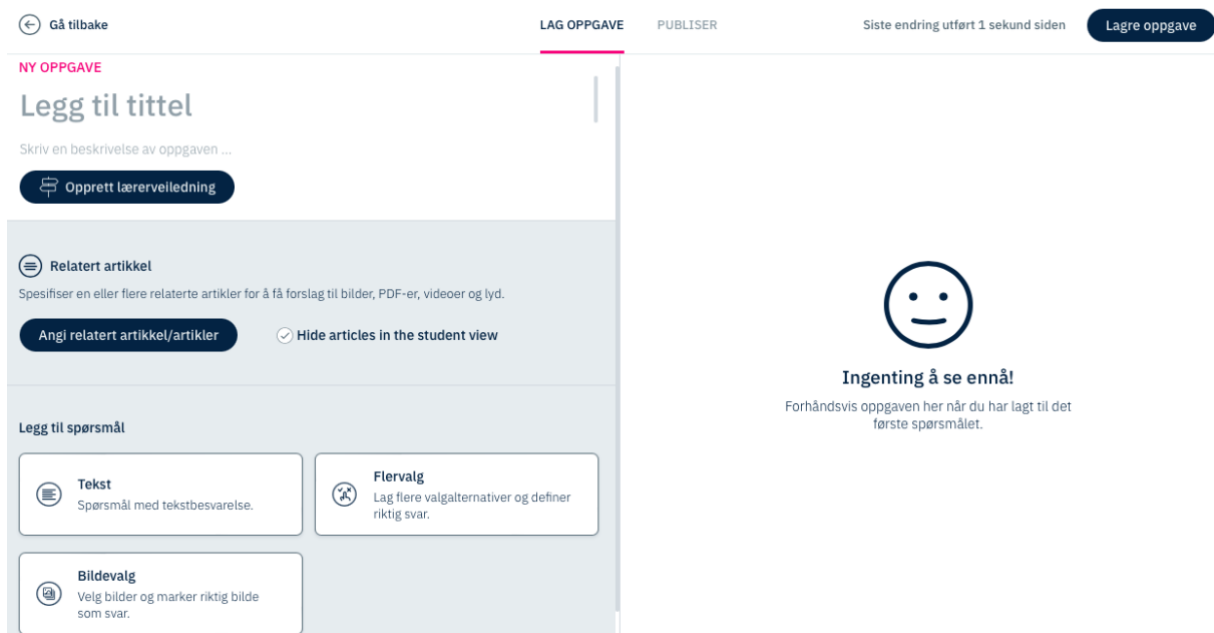 Gå tilbake
LAG OPPGAVE
PUBLISER
Siste endring utført 1 sekund siden
Lagre oppgave
NY OPPGAVE
Legg til tittel
Skriv en beskrivelse av oppgaven ...
Opprett lærerveiledning
Relatert artikkel
Spesifiser en eller flere relaterte artikler for å få forslag til bilder, PDF-er, videoer og lyd.
Angi relatert artikkel/artikler
Hide articles in the student view
Legg til spørsmål
Tekst
Spørsmål med tekstbesvarelse.
Flervalg
Lag flere valgalternativer og definer
riktig svar.
Bildevalg
Velg bilder og marker riktig bilde
som svar.
Ingenting å se ennå!
Forhåndsvis oppgaven her når du har lagt til det
første spørsmålet.